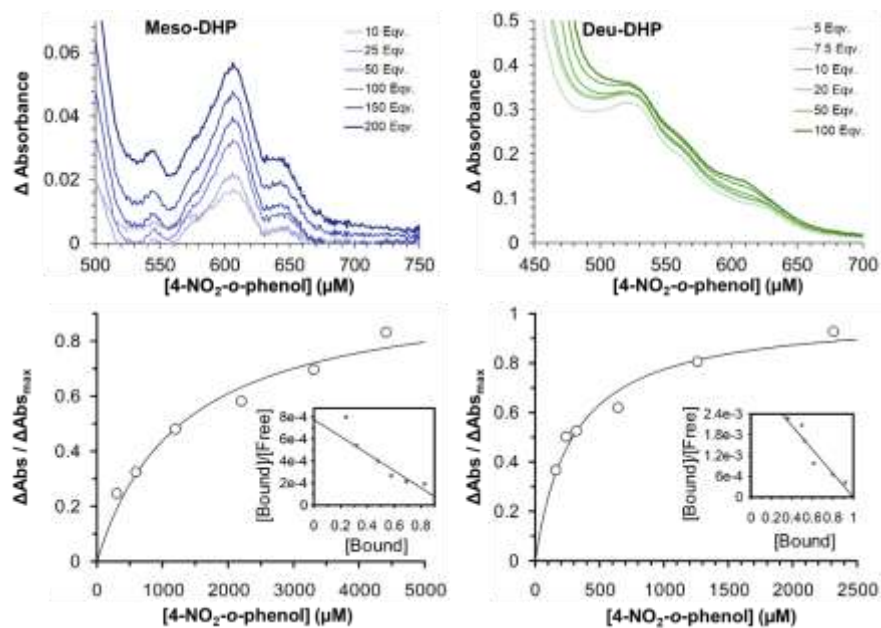 Meso-DHP
10 Eqv.
25 Eqv.
50 Eqv.
100 Eqv.
150 Eqv.
200 Eqv.
Δ Absorbance
0.06
0.04
0.02
0
500 550 600 650 700 750
[4-NO2-o-phenol] (µM)
Deu-DHP
5 Eqv.
7.5 Eqv.
10 Eqv.
20 Eqv.
50 Eqv.
100 Eqv.
Δ Absorbance
0.5
0.4
0.3
0.2
0.1
0
450 500 550 600 650 700
[4-NO2-o-phenol] (µM)
ΔAbs / ΔAbsmax
0.8
0.6
0.4
0.2
0
0 1000 2000 3000 4000 5000
[4-NO2-o-phenol] (µM)
[Bound]/[Free]
8e-4
6e-4
4e-4
2e-4
0 0.2 0.4 0.6 0.8
[Bound]
ΔAbs / ΔAbsmax
1
0.8
0.6
0.4
0.2
0
0 500 1000 1500 2000 2500
[4-NO2-o-phenol] (µM)
[Bound]/[Free]
2.4e-3
1.8e-3
1.2e-3
6e-4
0
0 0.2 0.4 0.6 0.8 1
[Bound]